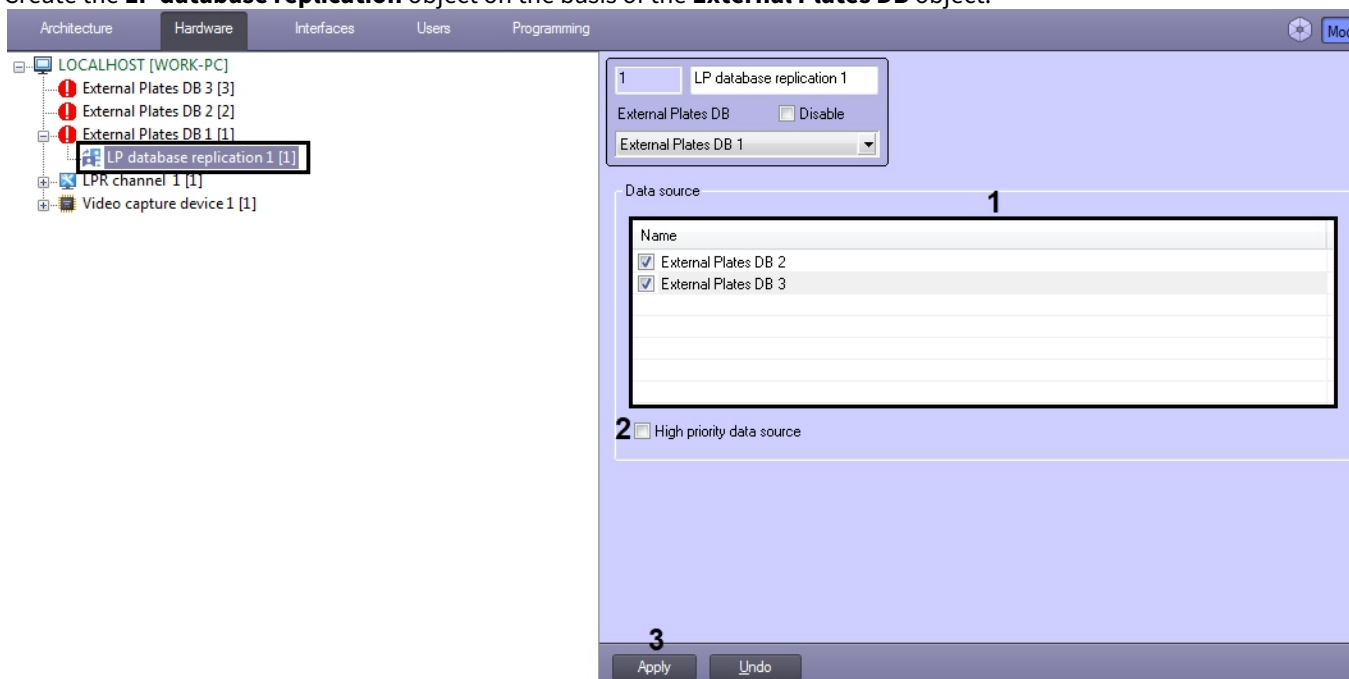 Create the LP database replication object on the basis of the External Plates DB object.
Architecture Hardware Interfaces Users Programming
LOCALHOST [WORK-PC]
External Plates DB 3 [3]
External Plates DB 2 [2]
External Plates DB 1 [1]
LP database replication 1 [1]
LPR channel 1 [1]
Video capture device 1 [1]
1 LP database replication 1
External Plates DB Disable
External Plates DB 1
Data source
1
Name
External Plates DB 2
External Plates DB 3
2 High priority data source
3
Apply Undo